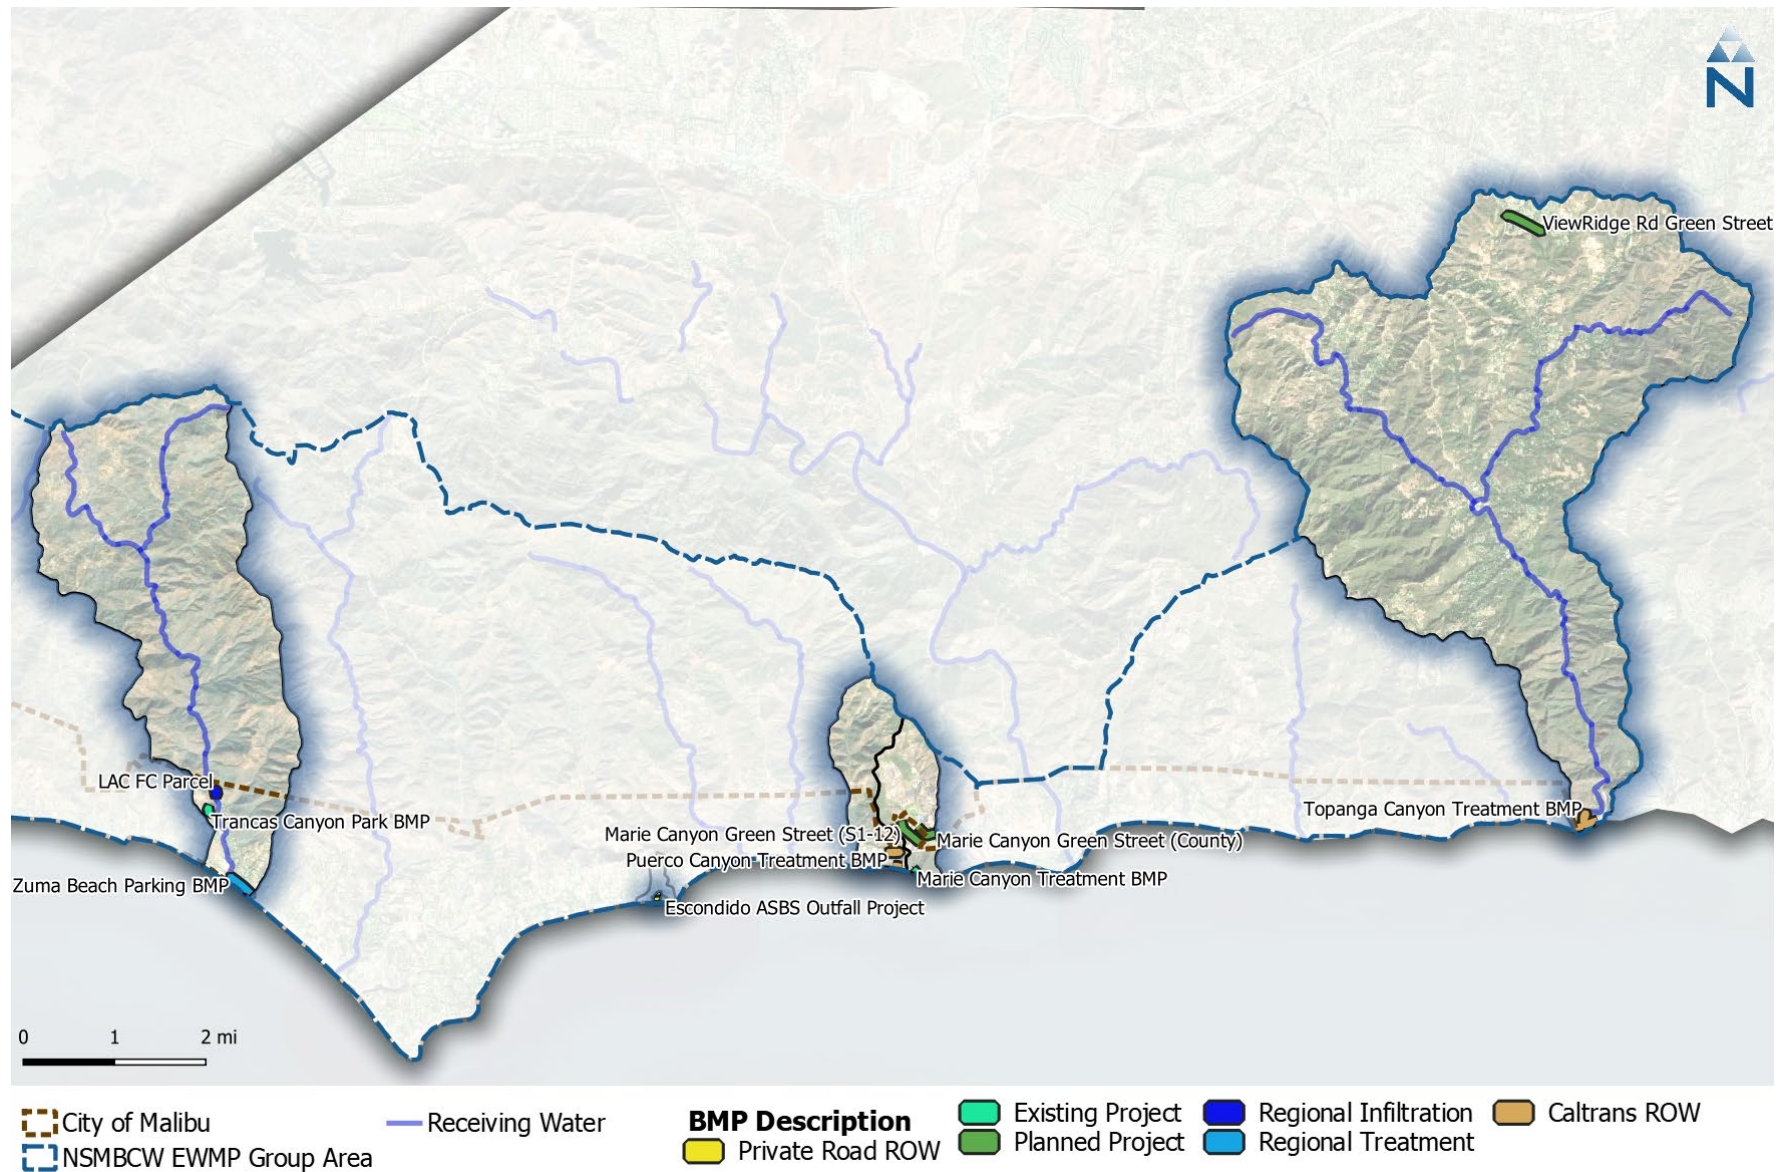 N
ViewRidge Rd Green Street
LAC FC Parcel
Trancas Canyon Park BMP
Topanga Canyon Treatment BMP
Marie Canyon Green Street (S1-12)
Marie Canyon Green Street (County)
Puerco Canyon Treatment BMP
Marie Canyon Treatment BMP
Zuma Beach Parking BMP
Escondido ASBS Outfall Project
0 1 2 mi
City of Malibu
NSMBCW EWMP Group Area
Receiving Water
BMP Description
Private Road ROW
Existing Project
Planned Project
Regional Infiltration
Regional Treatment
Caltrans ROW